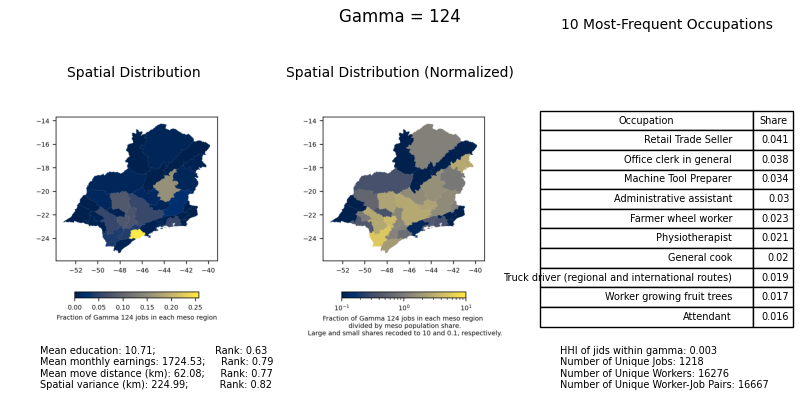 Gamma = 124
Spatial Distribution
−14
−16
−18
−20
−22
−24
−52 −50 −48 −46 −44 −42 −40
0.00 0.05 0.10 0.15 0.20 0.25
Fraction of Gamma 124 jobs in each meso region
Spatial Distribution (Normalized)
−14
−16
−18
−20
−22
−24
−52 −50 −48 −46 −44 −42 −40
10⁻¹ 10⁰ 10¹
Fraction of Gamma 124 jobs in each meso region
divided by meso population share.
Large and small shares recoded to 10 and 0.1, respectively.
10 Most-Frequent Occupations
Occupation Share
Retail Trade Seller 0.041
Office clerk in general 0.038
Machine Tool Preparer 0.034
Administrative assistant 0.03
Farmer wheel worker 0.023
Physiotherapist 0.021
General cook 0.02
Truck driver (regional and international routes) 0.019
Worker growing fruit trees 0.017
Attendant 0.016
Mean education: 10.71; Rank: 0.63
Mean monthly earnings: 1724.53; Rank: 0.79
Mean move distance (km): 62.08; Rank: 0.77
Spatial variance (km): 224.99; Rank: 0.82
HHI of jids within gamma: 0.003
Number of Unique Jobs: 1218
Number of Unique Workers: 16276
Number of Unique Worker-Job Pairs: 16667